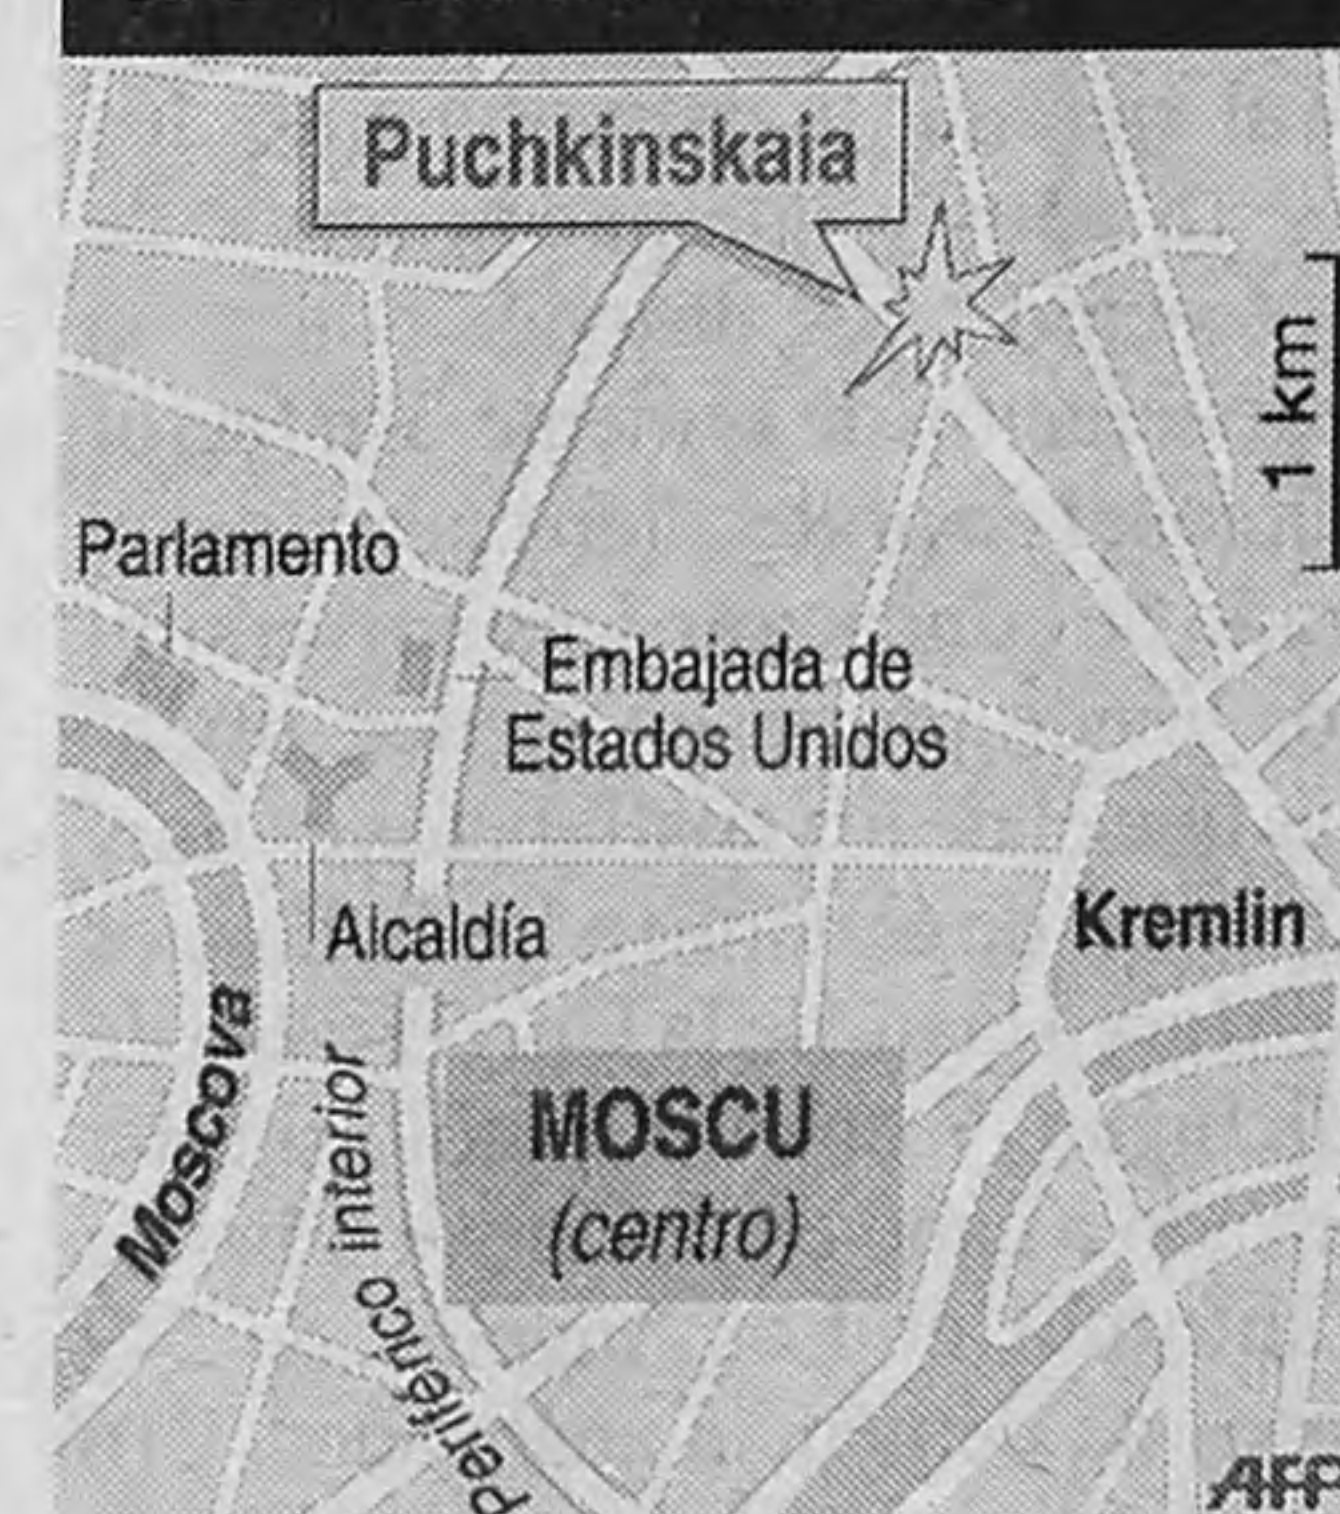 Puchkinskaia
1 km
Parlamento
Embajada de
Estados Unidos
Kremlin
Alcaldía
Moscova
Periférico interior
MOSCU
(centro)
AFP